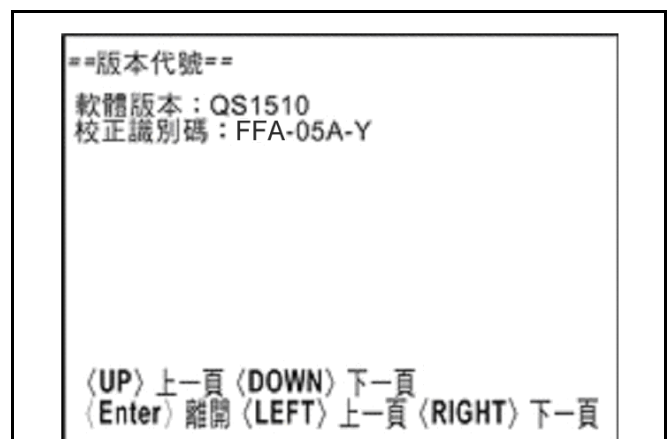 ==版本代號==
軟體版本：QS1510
校正識別碼：FFA-05A-Y
〈UP〉上一頁〈DOWN〉下一頁
〈Enter〉離開〈LEFT〉上一頁〈RIGHT〉下一頁